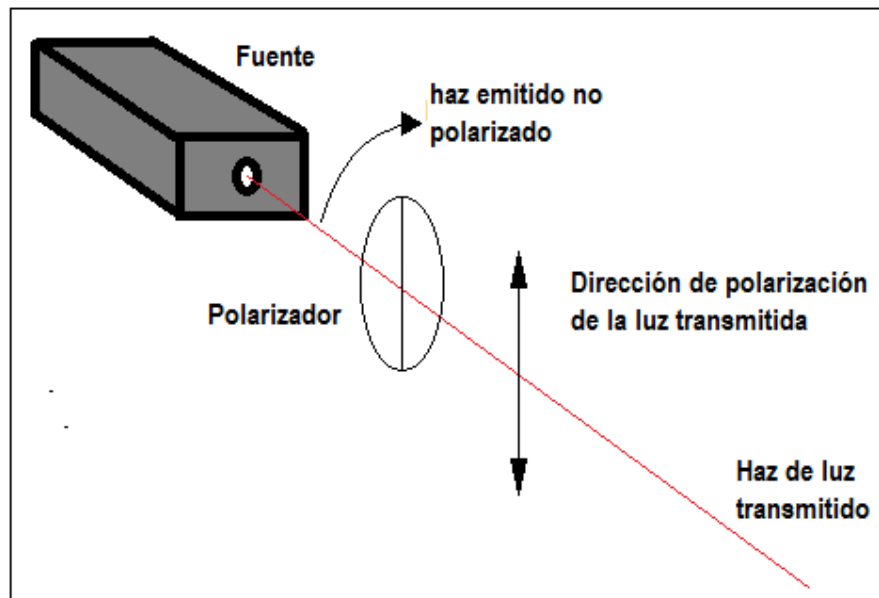 Fuente
haz emitido no
polarizado
Polarizador
Dirección de polarización
de la luz transmitida
Haz de luz
transmitido